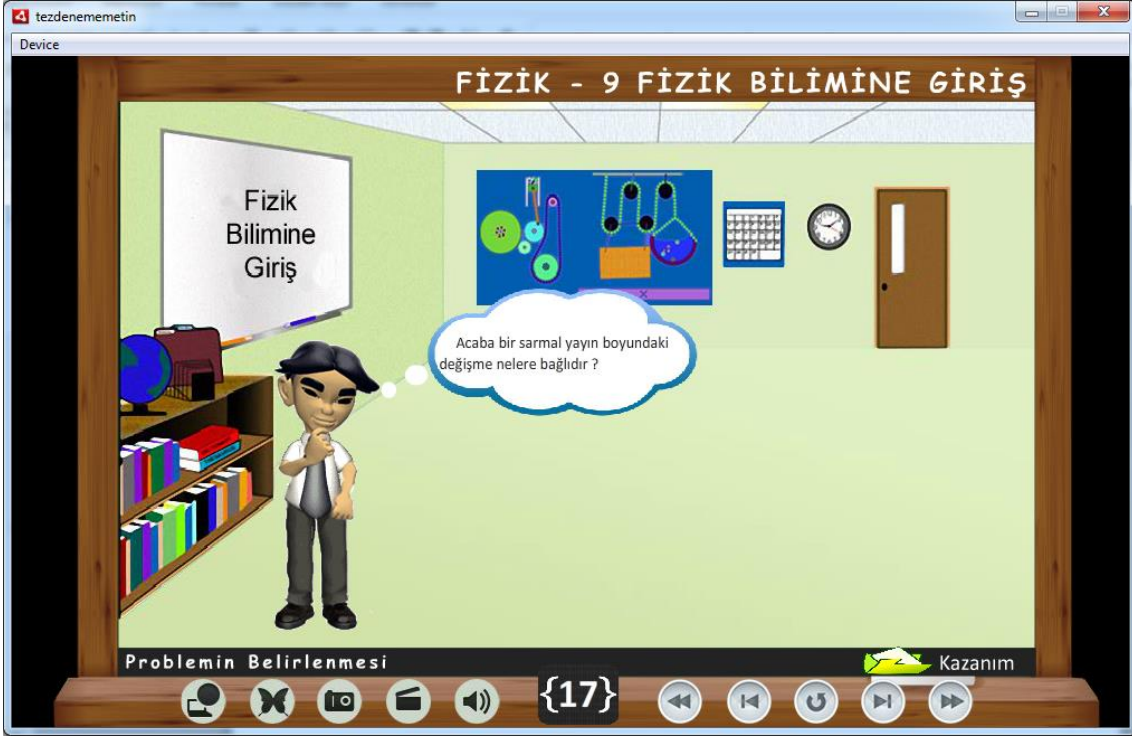 tezdenememetin
Device
FİZİK - 9 FİZİK BİLİMİNE GİRİŞ
Fizik
Bilimine
Giriş
Acaba bir sarmal yayın boyundaki
değişme nelere bağlıdır ?
Problemin Belirlenmesi
Kazanım
{17}